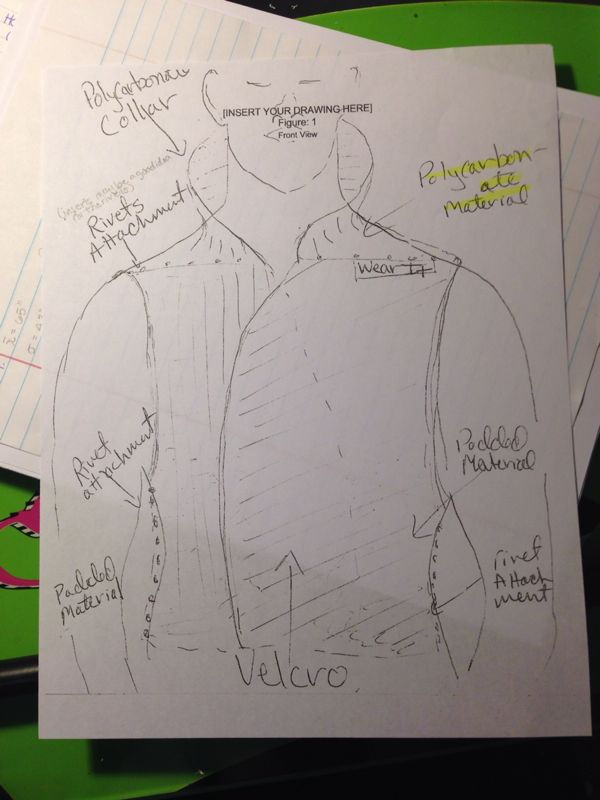 Polycarbonate
Collar
[INSERT YOUR DRAWING HERE]
Figure: 1
Front View
Rivets
Attachment
Polycarbon-
ate
Material
Wear It
Rivet
attachment
Padded
Material
Padded
Material
rivet
Attach
ment
Velcro